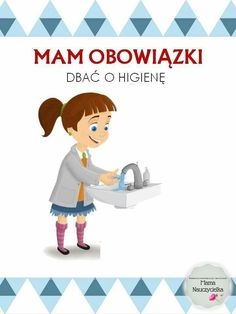 MAM OBOWIĄZKI
DBAĆ O HIGIENĘ
Mama
Nauczycielka